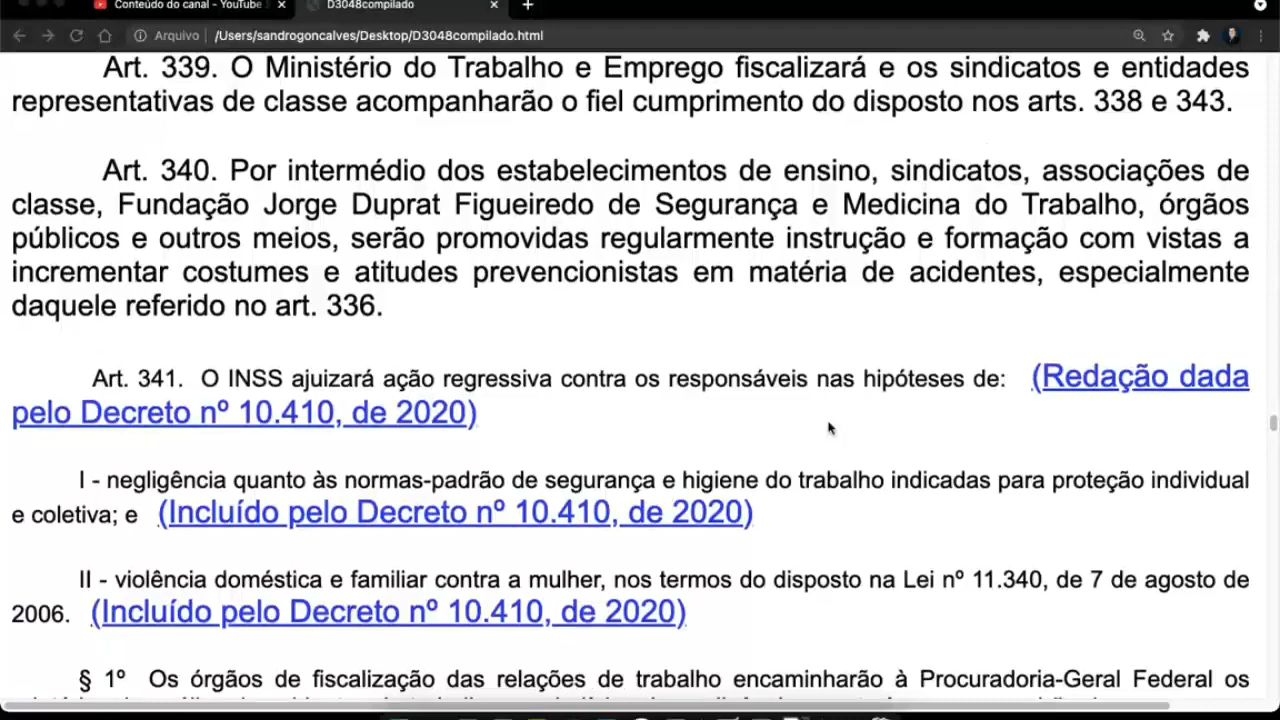 Conteúdo do canal - YouTube
D3048compilado
Arquivo
/Users/sandrogoncalves/Desktop/D3048compilado.html
Art. 339. O Ministério do Trabalho e Emprego fiscalizará e os sindicatos e entidades
representativas de classe acompanharão o fiel cumprimento do disposto nos arts. 338 e 343.
Art. 340. Por intermédio dos estabelecimentos de ensino, sindicatos, associações de
classe, Fundação Jorge Duprat Figueiredo de Segurança e Medicina do Trabalho, órgãos
públicos e outros meios, serão promovidas regularmente instrução e formação com vistas a
incrementar costumes e atitudes prevencionistas em matéria de acidentes, especialmente
daquele referido no art. 336.
Art. 341. O INSS ajuizará ação regressiva contra os responsáveis nas hipóteses de: (Redação dada
pelo Decreto nº 10.410, de 2020)
I - negligência quanto às normas-padrão de segurança e higiene do trabalho indicadas para proteção individual
e coletiva; e (Incluído pelo Decreto nº 10.410, de 2020)
II - violência doméstica e familiar contra a mulher, nos termos do disposto na Lei nº 11.340, de 7 de agosto de
2006. (Incluído pelo Decreto nº 10.410, de 2020)
§ 1º Os órgãos de fiscalização das relações de trabalho encaminharão à Procuradoria-Geral Federal os